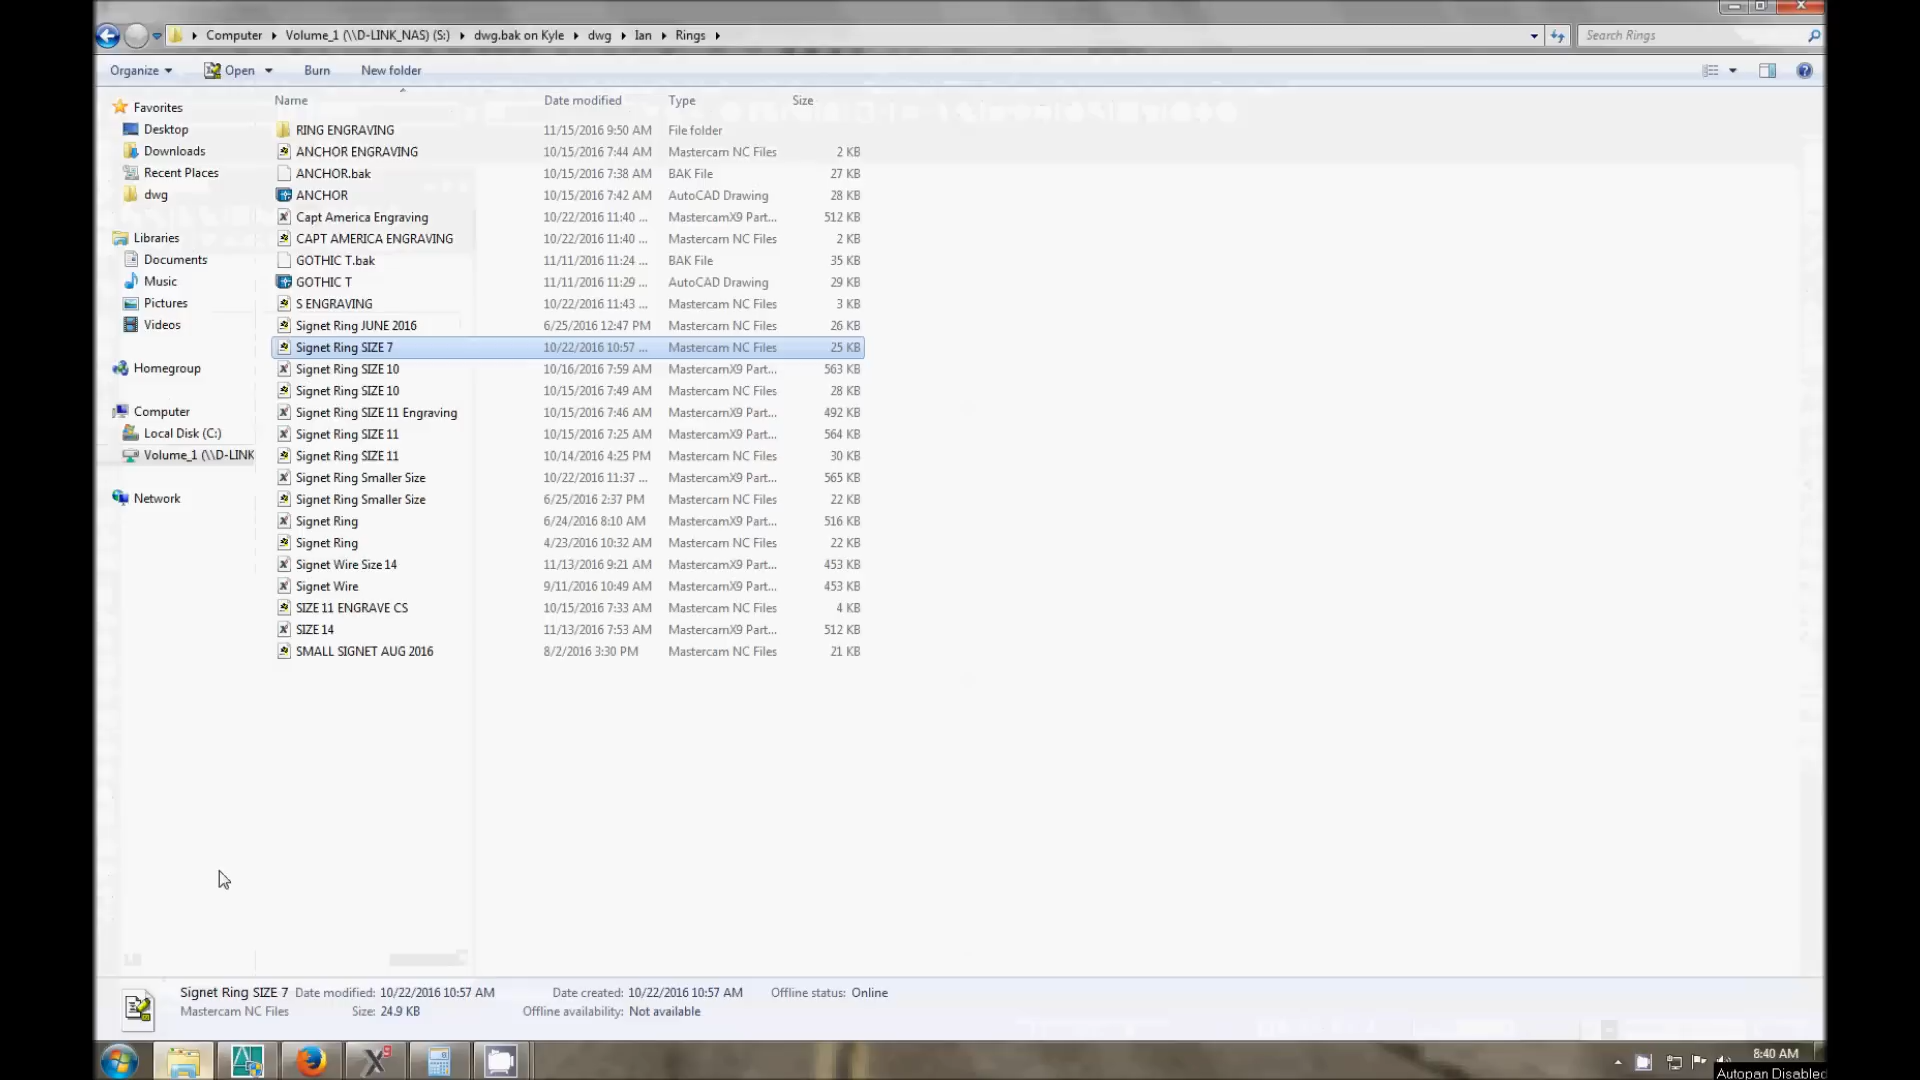 Computer Volume_1 (\\D-LINK_NAS) (S:) dwg.bak on Kyle dwg Ian Rings Search Rings
Organize Open Burn New folder
Name Date modified Type Size
Favorites
Desktop
Downloads
Recent Places
dwg
Libraries
Documents
Music
Pictures
Videos
Homegroup
Computer
Local Disk (C:)
Volume_1 (\\D-LINK
Network
RING ENGRAVING 11/15/2016 9:50 AM File folder
ANCHOR ENGRAVING 10/15/2016 7:44 AM Mastercam NC Files 2 KB
ANCHOR.bak 10/15/2016 7:38 AM BAK File 27 KB
ANCHOR 10/15/2016 7:42 AM AutoCAD Drawing 28 KB
Capt America Engraving 10/22/2016 11:40 ... MastercamX9 Part... 512 KB
CAPT AMERICA ENGRAVING 10/22/2016 11:40 ... Mastercam NC Files 2 KB
GOTHIC T.bak 11/11/2016 11:24 ... BAK File 35 KB
GOTHIC T 11/11/2016 11:29 ... AutoCAD Drawing 29 KB
S ENGRAVING 10/22/2016 11:43 ... Mastercam NC Files 3 KB
Signet Ring JUNE 2016 6/25/2016 12:47 PM Mastercam NC Files 26 KB
Signet Ring SIZE 7 10/22/2016 10:57 ... Mastercam NC Files 25 KB
Signet Ring SIZE 10 10/16/2016 7:59 AM MastercamX9 Part... 563 KB
Signet Ring SIZE 10 10/15/2016 7:49 AM Mastercam NC Files 28 KB
Signet Ring SIZE 11 Engraving 10/15/2016 7:46 AM MastercamX9 Part... 492 KB
Signet Ring SIZE 11 10/15/2016 7:25 AM MastercamX9 Part... 564 KB
Signet Ring SIZE 11 10/14/2016 4:25 PM Mastercam NC Files 30 KB
Signet Ring Smaller Size 10/22/2016 11:37 ... MastercamX9 Part... 565 KB
Signet Ring Smaller Size 6/25/2016 2:37 PM Mastercam NC Files 22 KB
Signet Ring 6/24/2016 8:10 AM MastercamX9 Part... 516 KB
Signet Ring 4/23/2016 10:32 AM Mastercam NC Files 22 KB
Signet Wire Size 14 11/13/2016 9:21 AM MastercamX9 Part... 453 KB
Signet Wire 9/11/2016 10:49 AM MastercamX9 Part... 453 KB
SIZE 11 ENGRAVE CS 10/15/2016 7:33 AM Mastercam NC Files 4 KB
SIZE 14 11/13/2016 7:53 AM MastercamX9 Part... 512 KB
SMALL SIGNET AUG 2016 8/2/2016 3:30 PM Mastercam NC Files 21 KB
Signet Ring SIZE 7 Date modified: 10/22/2016 10:57 AM Date created: 10/22/2016 10:57 AM Offline status: Online
Mastercam NC Files Size: 24.9 KB Offline availability: Not available
8:40 AM
Autopan Disabled